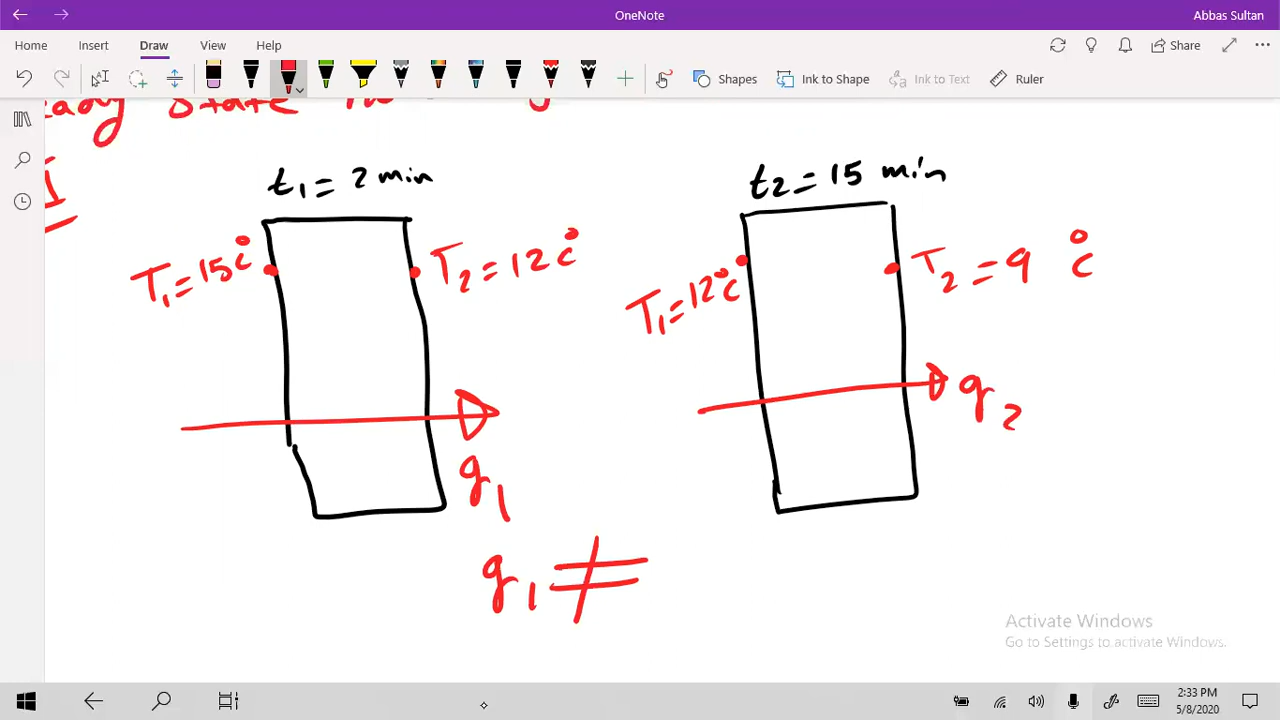 OneNote
Abbas Sultan
Home Insert Draw View Help
Share
Shapes Ink to Shape Ink to Text Ruler
eady State
I
t₁ = 2 min
t₂ = 15 min
T₁ = 15 °C
T₂ = 12 °C
T₁ = 12 °C
T₂ = 9 °C
q₁
q₂
q₁ ≠
Activate Windows
Go to Settings to activate Windows.
2:33 PM
5/8/2020